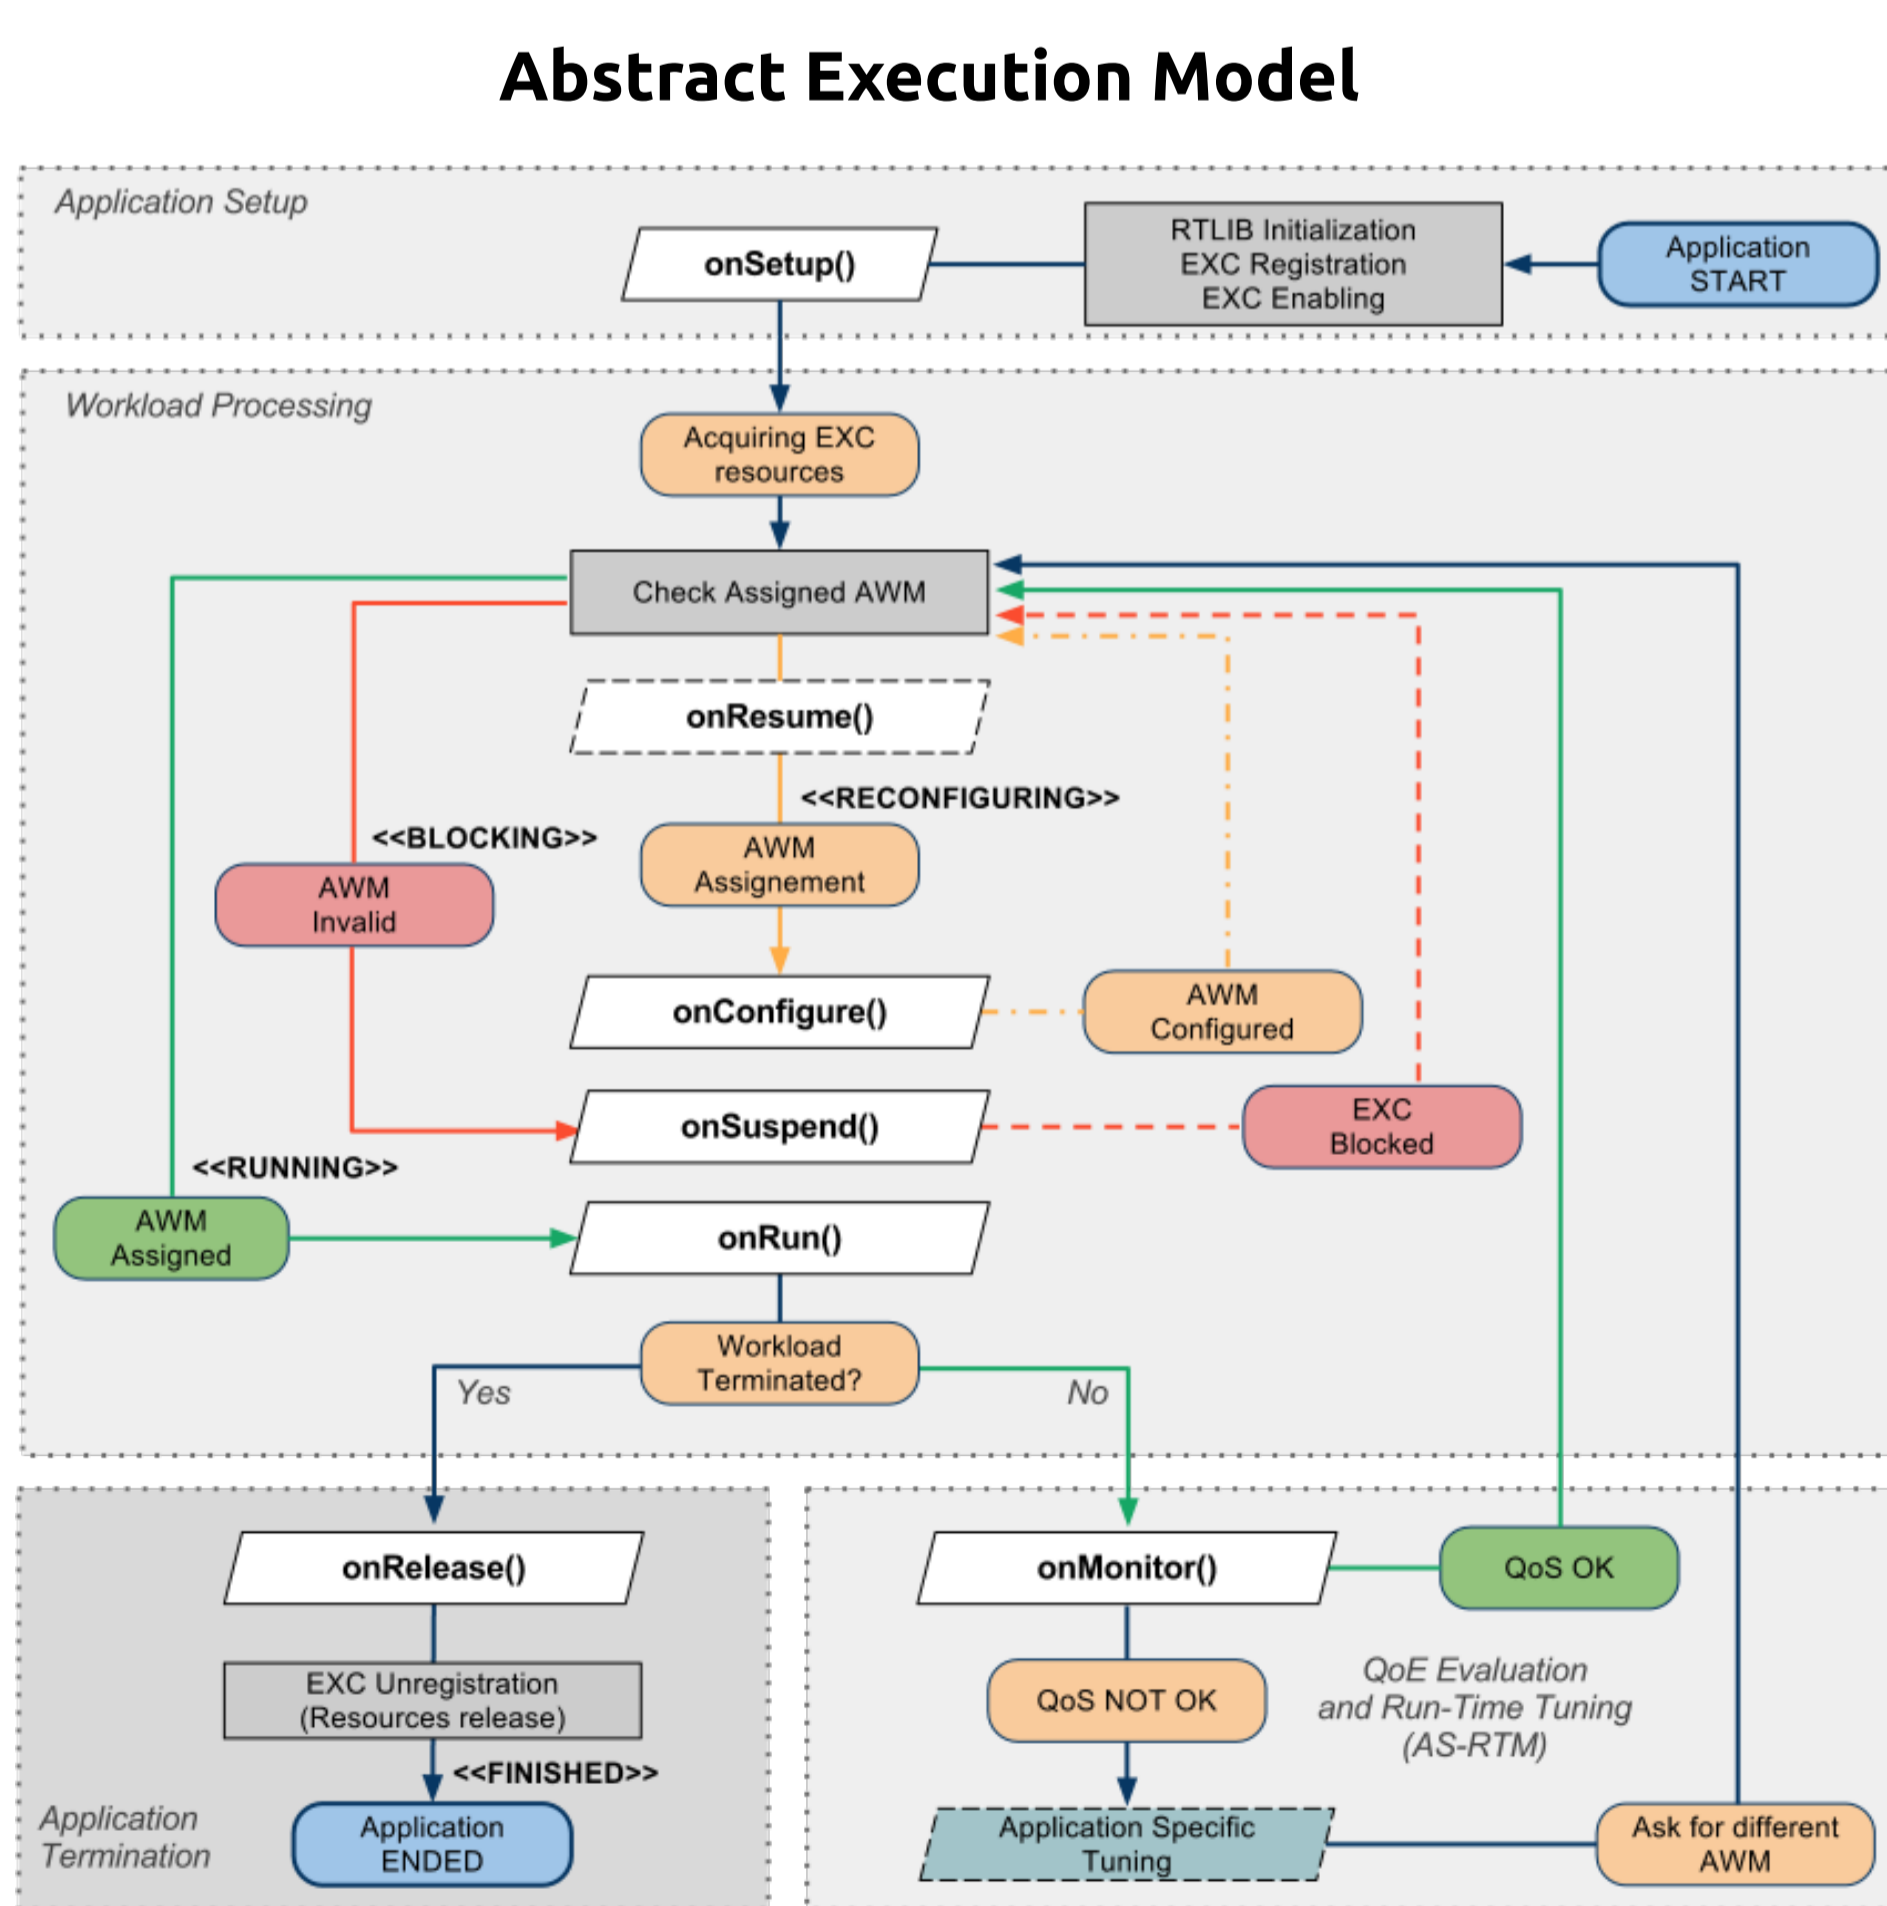 Abstract Execution Model
Application Setup
onSetup()
RTLIB Initialization
EXC Registration
EXC Enabling
Application
START
Workload Processing
Acquiring EXC
resources
Check Assigned AWM
onResume()
<<RECONFIGURING>>
<<BLOCKING>>
AWM
Assignement
AWM
Invalid
onConfigure()
AWM
Configured
onSuspend()
EXC
Blocked
<<RUNNING>>
AWM
Assigned
onRun()
Workload
Terminated?
Yes
No
onRelease()
EXC Unregistration
(Resources release)
<<FINISHED>>
Application
Termination
Application
ENDED
onMonitor()
QoS OK
QoS NOT OK
QoE Evaluation
and Run-Time Tuning
(AS-RTM)
Application Specific
Tuning
Ask for different
AWM